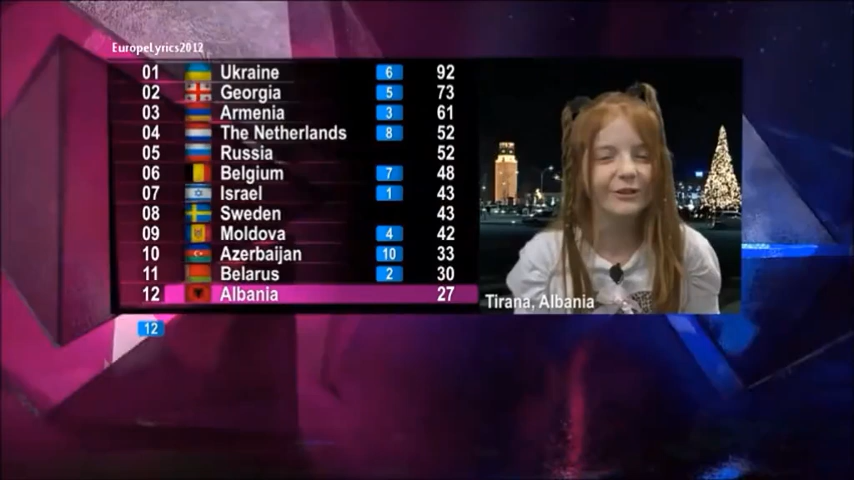 EuropeLyrics2012
01 Ukraine 6 92
02 Georgia 5 73
03 Armenia 3 61
04 The Netherlands 8 52
05 Russia 52
06 Belgium 7 48
07 Israel 1 43
08 Sweden 43
09 Moldova 4 42
10 Azerbaijan 10 33
11 Belarus 2 30
12 Albania 27
12
Tirana, Albania